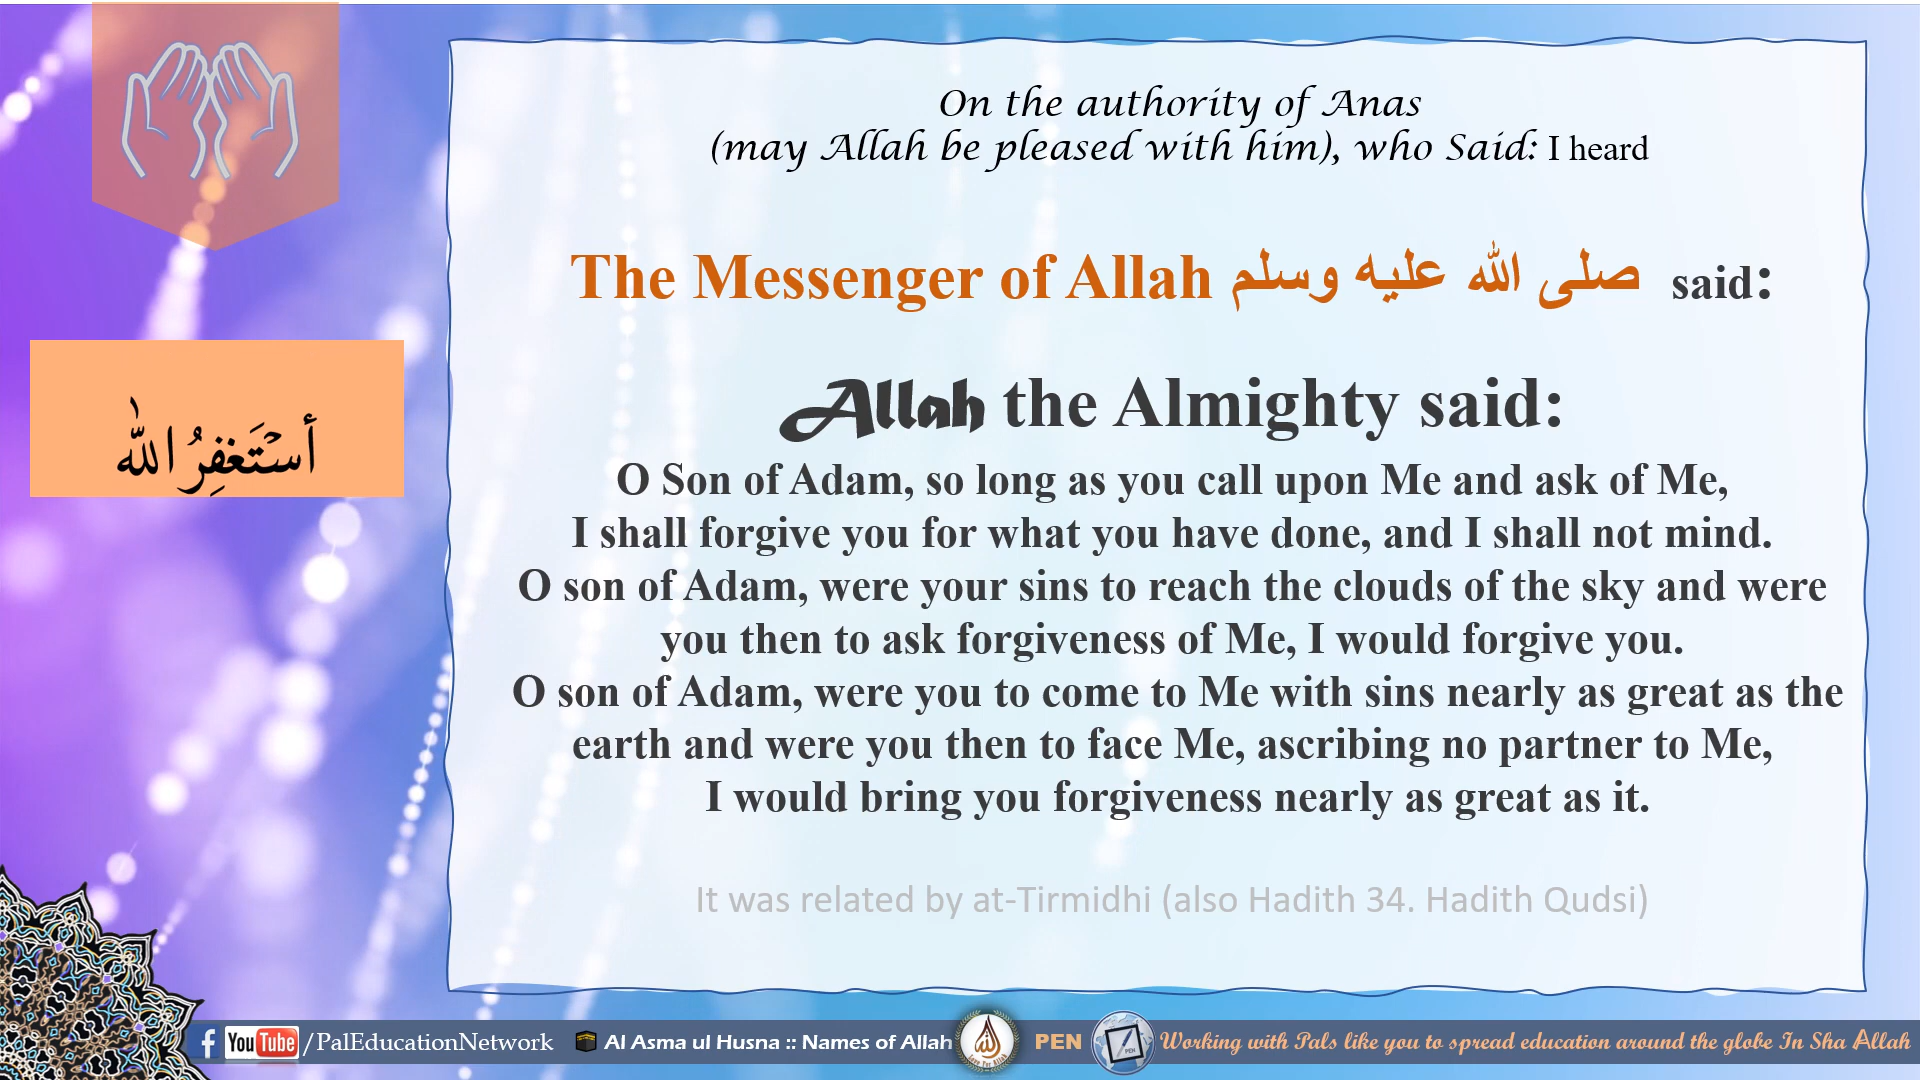 On the authority of Anas
(may Allah be pleased with him), who Said: I heard
The Messenger of Allah صلى الله عليه وسلم said:
Allah the Almighty said:
O Son of Adam, so long as you call upon Me and ask of Me,
I shall forgive you for what you have done, and I shall not mind.
O son of Adam, were your sins to reach the clouds of the sky and were
you then to ask forgiveness of Me, I would forgive you.
O son of Adam, were you to come to Me with sins nearly as great as the
earth and were you then to face Me, ascribing no partner to Me,
I would bring you forgiveness nearly as great as it.
It was related by at-Tirmidhi (also Hadith 34. Hadith Qudsi)
أَسْتَغْفِرُ اللّٰه
f YouTube /PalEducationNetwork
Al Asma ul Husna :: Names of Allah
PEN
Working with Pals like you to spread education around the globe In Sha Allah